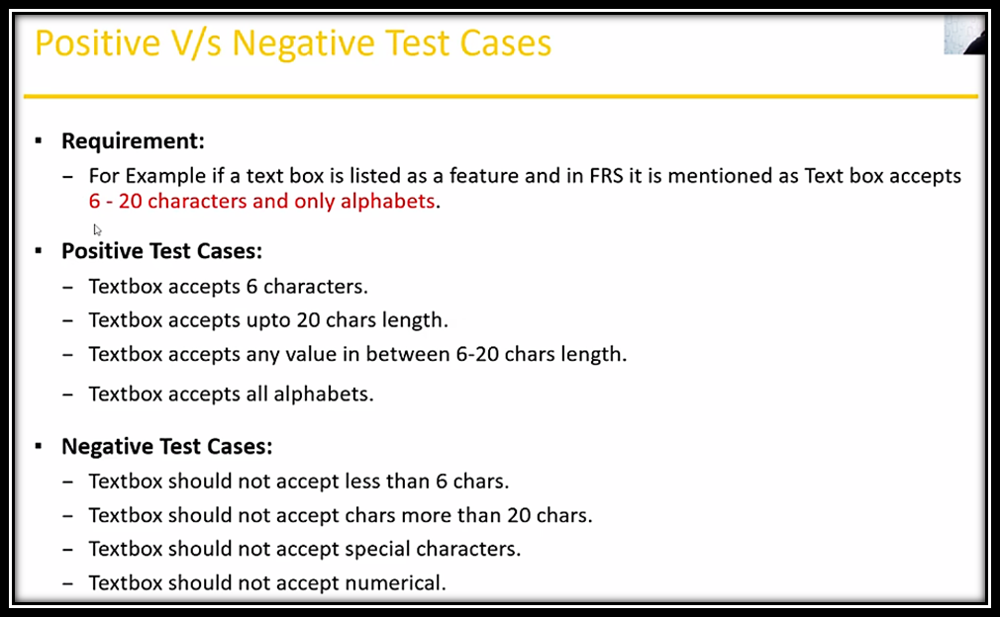 Positive V/s Negative Test Cases
▪ Requirement:
– For Example if a text box is listed as a feature and in FRS it is mentioned as Text box accepts
6 - 20 characters and only alphabets.
▪ Positive Test Cases:
– Textbox accepts 6 characters.
– Textbox accepts upto 20 chars length.
– Textbox accepts any value in between 6-20 chars length.
– Textbox accepts all alphabets.
▪ Negative Test Cases:
– Textbox should not accept less than 6 chars.
– Textbox should not accept chars more than 20 chars.
– Textbox should not accept special characters.
– Textbox should not accept numerical.